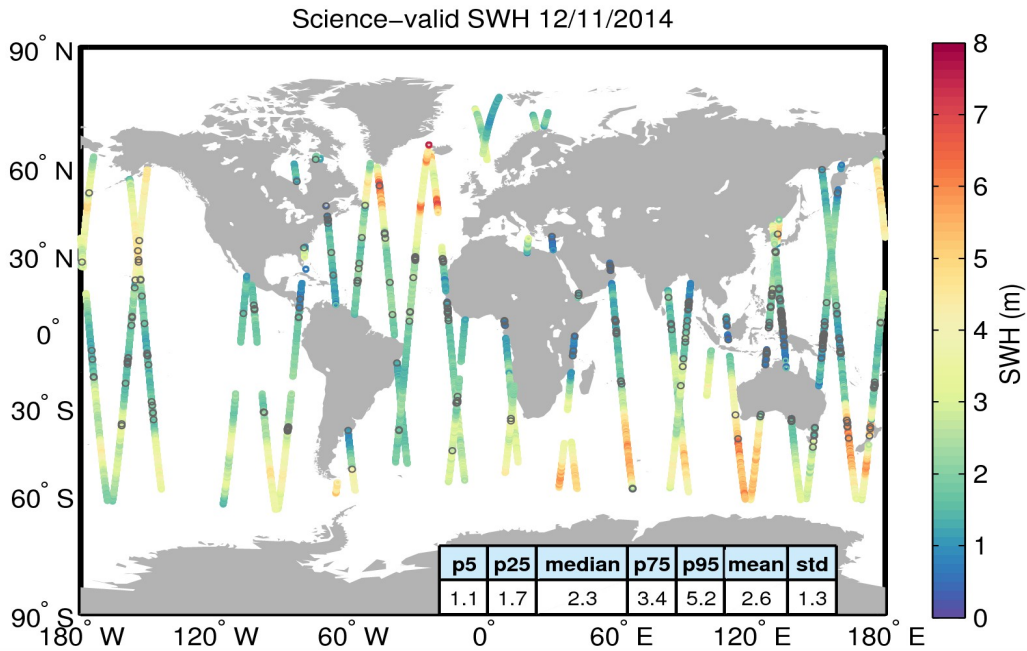 Science−valid SWH 12/11/2014
90° N
60° N
30° N
0°
30° S
60° S
90° S
180° W
120° W
60° W
0°
60° E
120° E
180° E
p5 p25 median p75 p95 mean std
1.1 1.7 2.3 3.4 5.2 2.6 1.3
8
7
6
5
4
3
2
1
0
SWH (m)